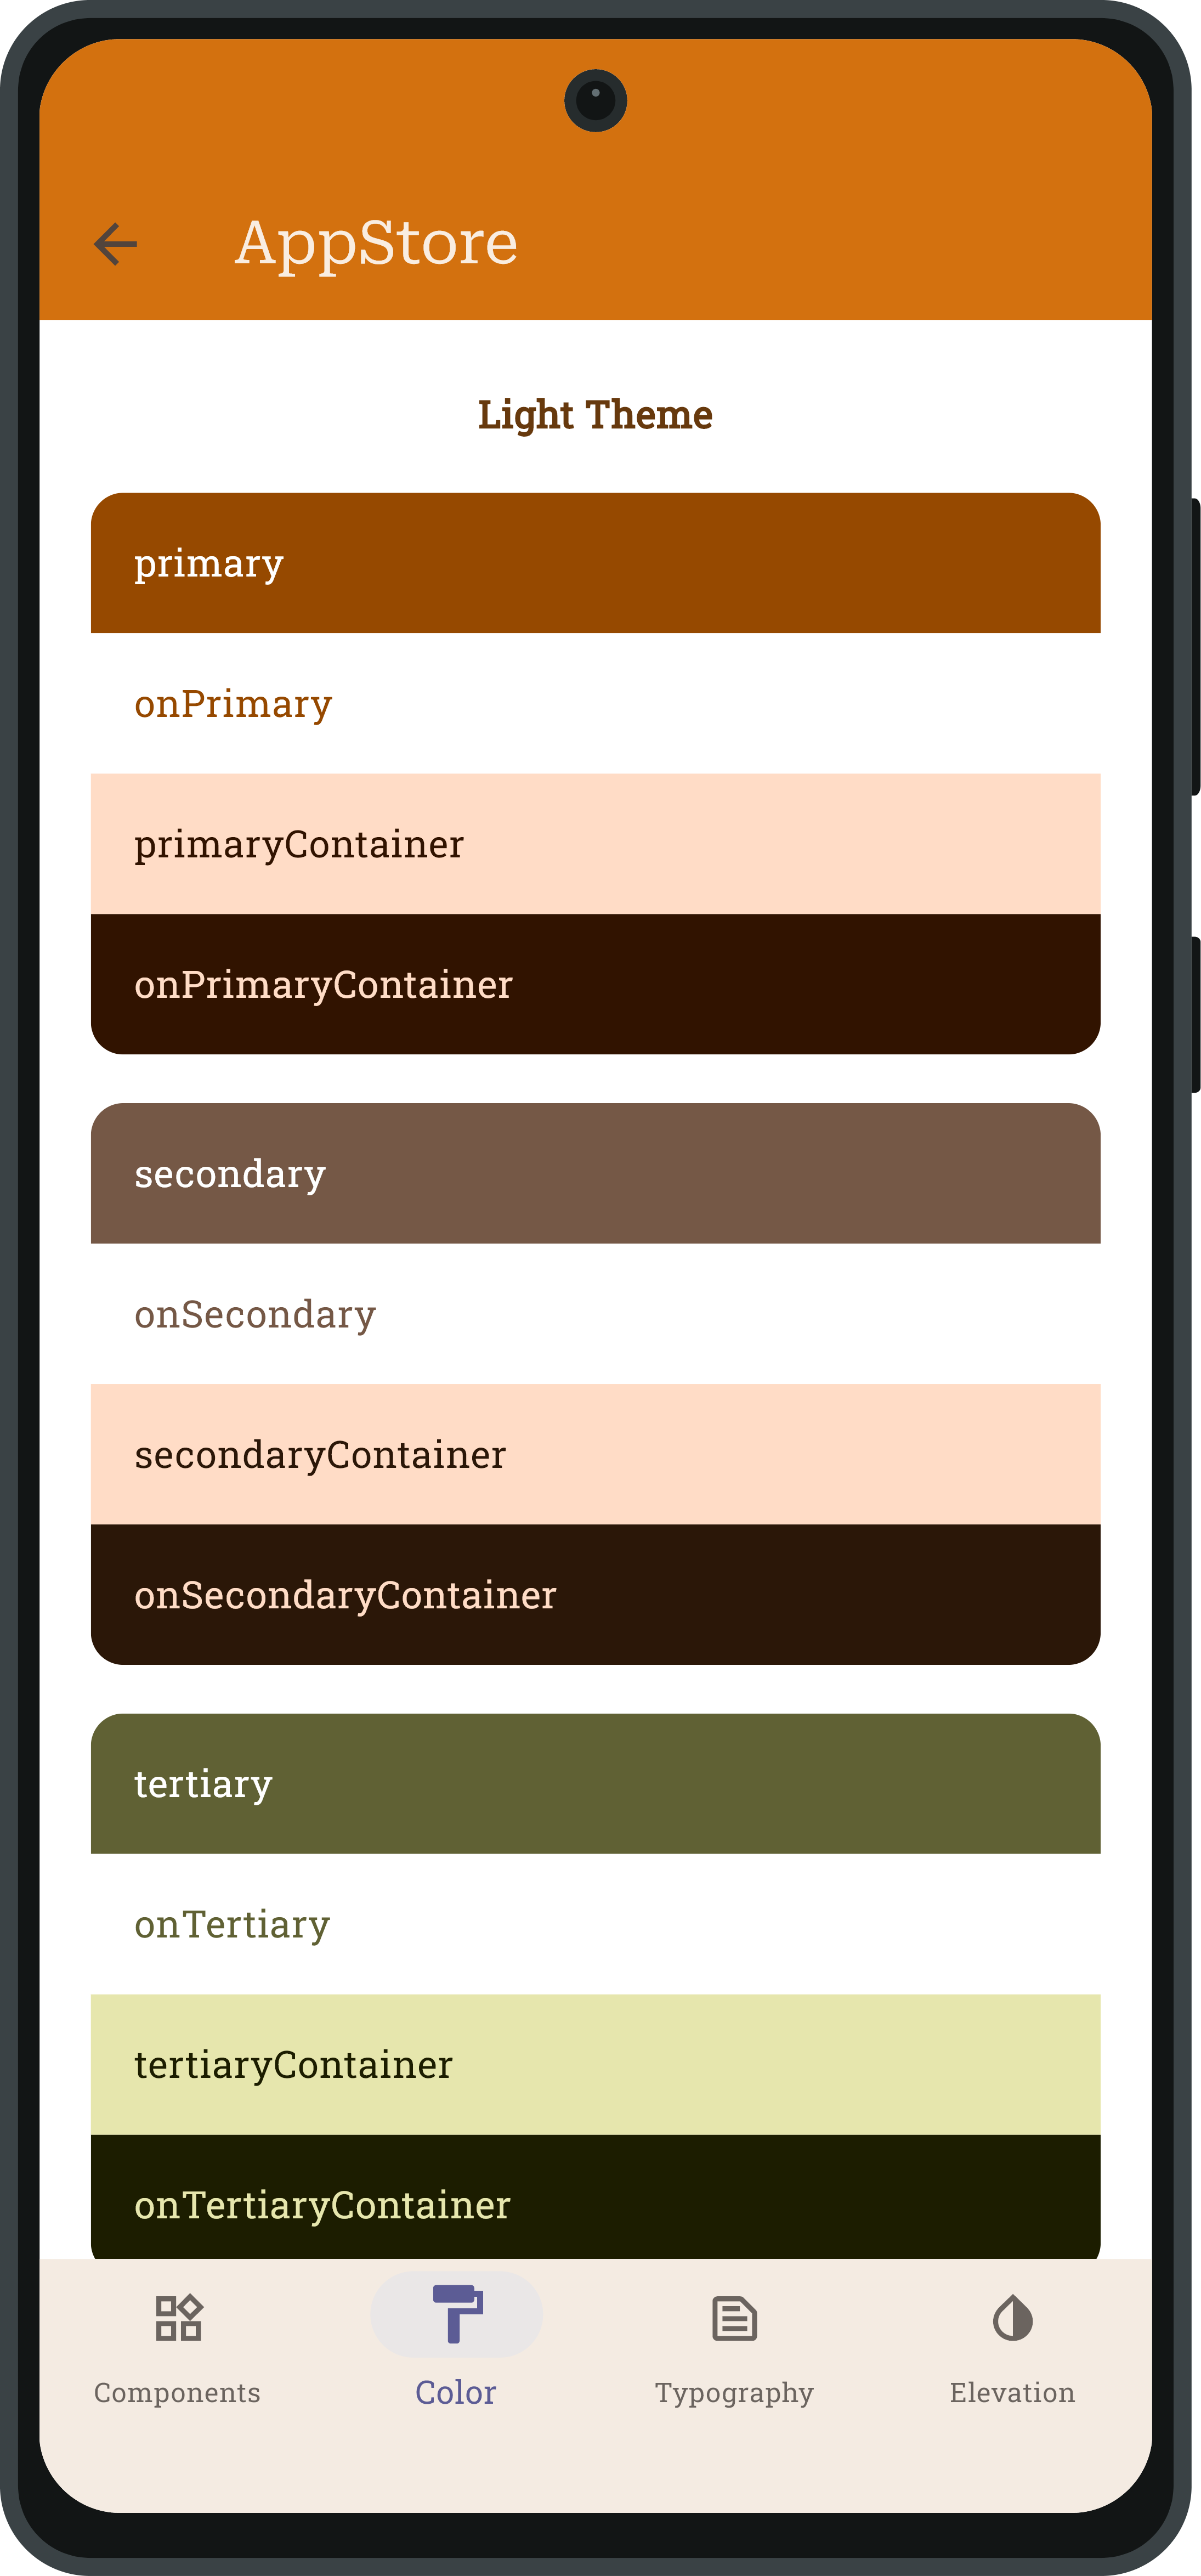 AppStore
Light Theme
primary
onPrimary
primaryContainer
onPrimaryContainer
secondary
onSecondary
secondaryContainer
onSecondaryContainer
tertiary
onTertiary
tertiaryContainer
onTertiaryContainer
Components Color Typography Elevation